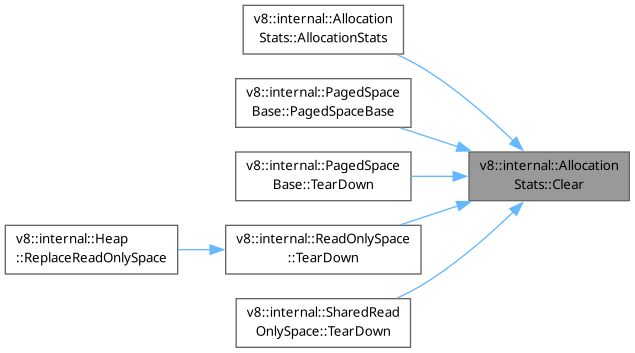 v8::internal::Allocation
Stats::AllocationStats
v8::internal::PagedSpace
Base::PagedSpaceBase
v8::internal::PagedSpace
Base::TearDown
v8::internal::Allocation
Stats::Clear
v8::internal::Heap
::ReplaceReadOnlySpace
v8::internal::ReadOnlySpace
::TearDown
v8::internal::SharedRead
OnlySpace::TearDown